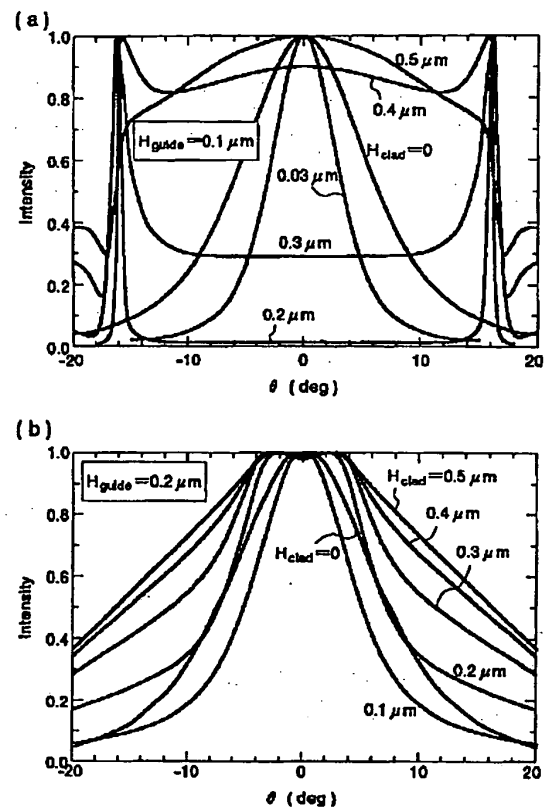 (a)
1.0
0.8
0.6
0.4
0.2
0.0
Intensity
0.5 μm
0.4 μm
H_guide=0.1 μm
H_clad=0
0.03 μm
0.3 μm
0.2 μm
-20
-10
0
10
20
θ (deg)
(b)
1.0
0.8
0.6
0.4
0.2
0.0
Intensity
H_guide=0.2 μm
H_clad=0.5 μm
0.4 μm
0.3 μm
H_clad=0
0.2 μm
0.1 μm
-20
-10
0
10
20
θ (deg)